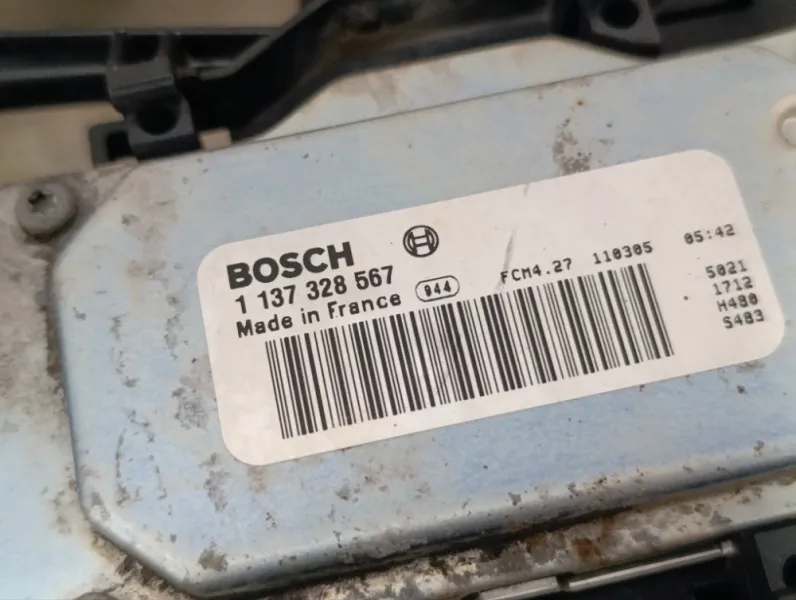 BOSCH
1 137 328 567
Made in France 944
FCM4.27 110305 05:42
5021
1712
H480
S483